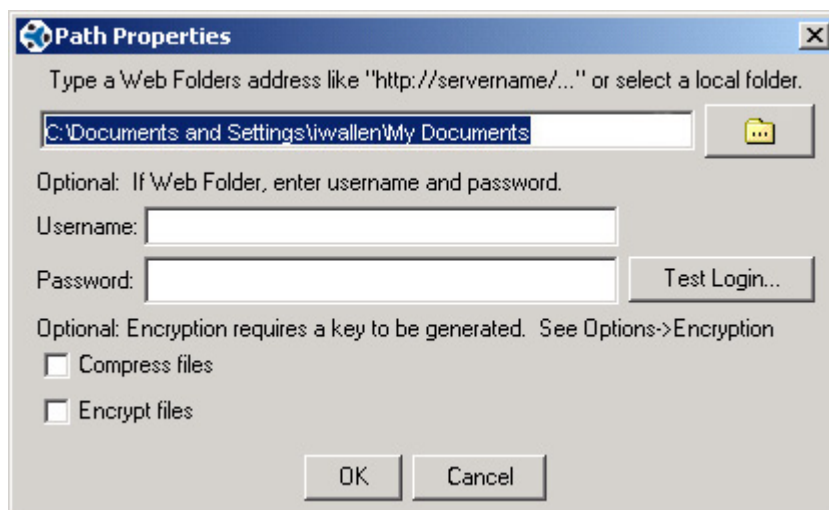 Path Properties
Type a Web Folders address like "http://servername/..." or select a local folder.
C:\Documents and Settings\iwallen\My Documents
Optional:  If Web Folder, enter username and password.
Username:
Password:
Test Login...
Optional: Encryption requires a key to be generated.  See Options->Encryption
Compress files
Encrypt files
OK
Cancel